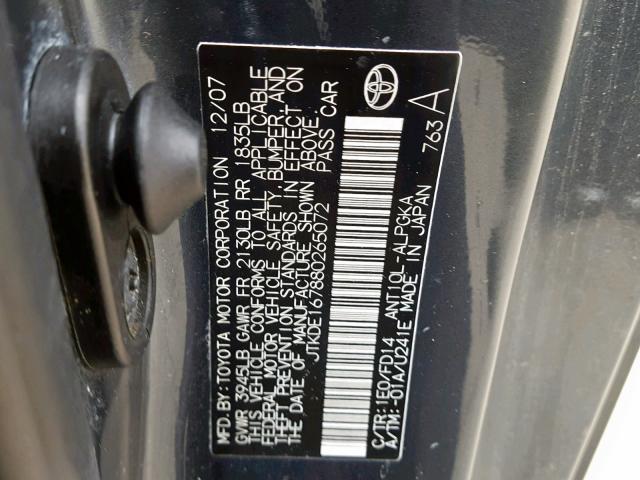 MFD.BY:TOYOTA MOTOR CORPORATION 12/07
GVWR 3945LB GAWR FR 2130LB RR 1835LB
THIS VEHICLE CONFORMS TO ALL APPLICABLE
FEDERAL MOTOR VEHICLE SAFETY, BUMPER, AND
THEFT PREVENTION STANDARDS IN EFFECT ON
THE DATE OF MANUFACTURE SHOWN ABOVE.
JTKDE167880265072 PASS CAR
C/TR:1E0/FD14 ANT10L-ALPGKA
A/TM:-01A/U241E MADE IN JAPAN
763 A